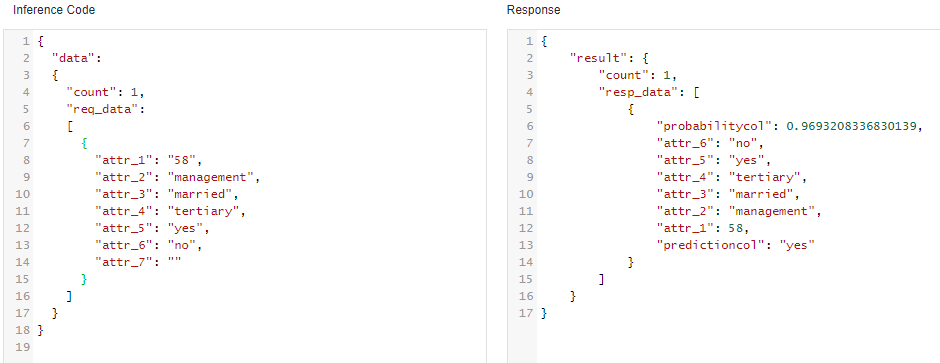 Inference Code
1 {
2   "data":
3   {
4     "count": 1,
5     "req_data":
6     [
7       {
8         "attr_1": "58",
9         "attr_2": "management",
10         "attr_3": "married",
11         "attr_4": "tertiary",
12         "attr_5": "yes",
13         "attr_6": "no",
14         "attr_7": ""
15       }
16     ]
17   }
18 }
19
Response
1 {
2     "result": {
3         "count": 1,
4         "resp_data": [
5             {
6                 "probabilitycol": 0.9693208336830139,
7                 "attr_6": "no",
8                 "attr_5": "yes",
9                 "attr_4": "tertiary",
10                 "attr_3": "married",
11                 "attr_2": "management",
12                 "attr_1": 58,
13                 "predictioncol": "yes"
14             }
15         ]
16     }
17 }